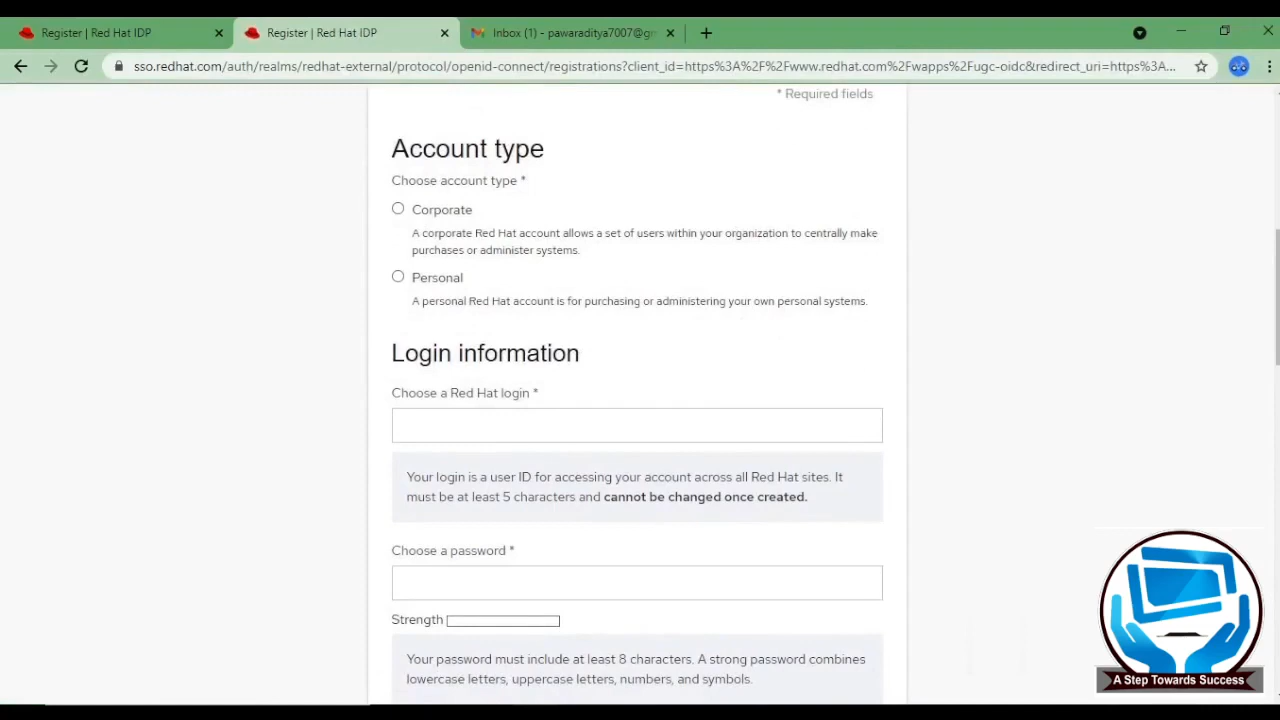 Register | Red Hat IDP
Register | Red Hat IDP
Inbox (1) - pawaraditya7007@gm
sso.redhat.com/auth/realms/redhat-external/protocol/openid-connect/registrations?client_id=https%3A%2F%2Fwww.redhat.com%2Fwapps%2Fugc-oidc&redirect_uri=https%3A...
* Required fields
Account type
Choose account type *
Corporate
A corporate Red Hat account allows a set of users within your organization to centrally make
purchases or administer systems.
Personal
A personal Red Hat account is for purchasing or administering your own personal systems.
Login information
Choose a Red Hat login *
Your login is a user ID for accessing your account across all Red Hat sites. It
must be at least 5 characters and cannot be changed once created.
Choose a password *
Strength
Your password must include at least 8 characters. A strong password combines
lowercase letters, uppercase letters, numbers, and symbols.
A Step Towards Success